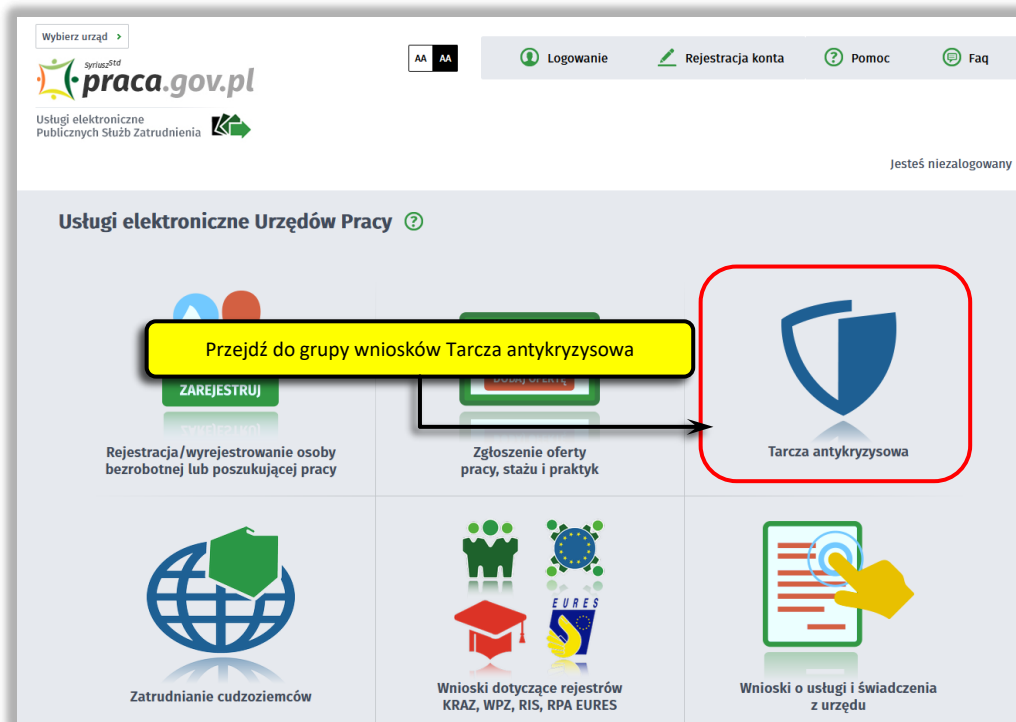 Wybierz urząd
AA AA
Logowanie
Rejestracja konta
Pomoc
Faq
SyriuszStd
praca.gov.pl
Usługi elektroniczne
Publicznych Służb Zatrudnienia
Jesteś niezalogowany
Usługi elektroniczne Urzędów Pracy
Przejdź do grupy wniosków Tarcza antykryzysowa
ZAREJESTRUJ
DODAJ OFERTĘ
Rejestracja/wyrejestrowanie osoby
bezrobotnej lub poszukującej pracy
Zgłoszenie oferty
pracy, stażu i praktyk
Tarcza antykryzysowa
EURES
Zatrudnianie cudzoziemców
Wnioski dotyczące rejestrów
KRAZ, WPZ, RIS, RPA EURES
Wnioski o usługi i świadczenia
z urzędu